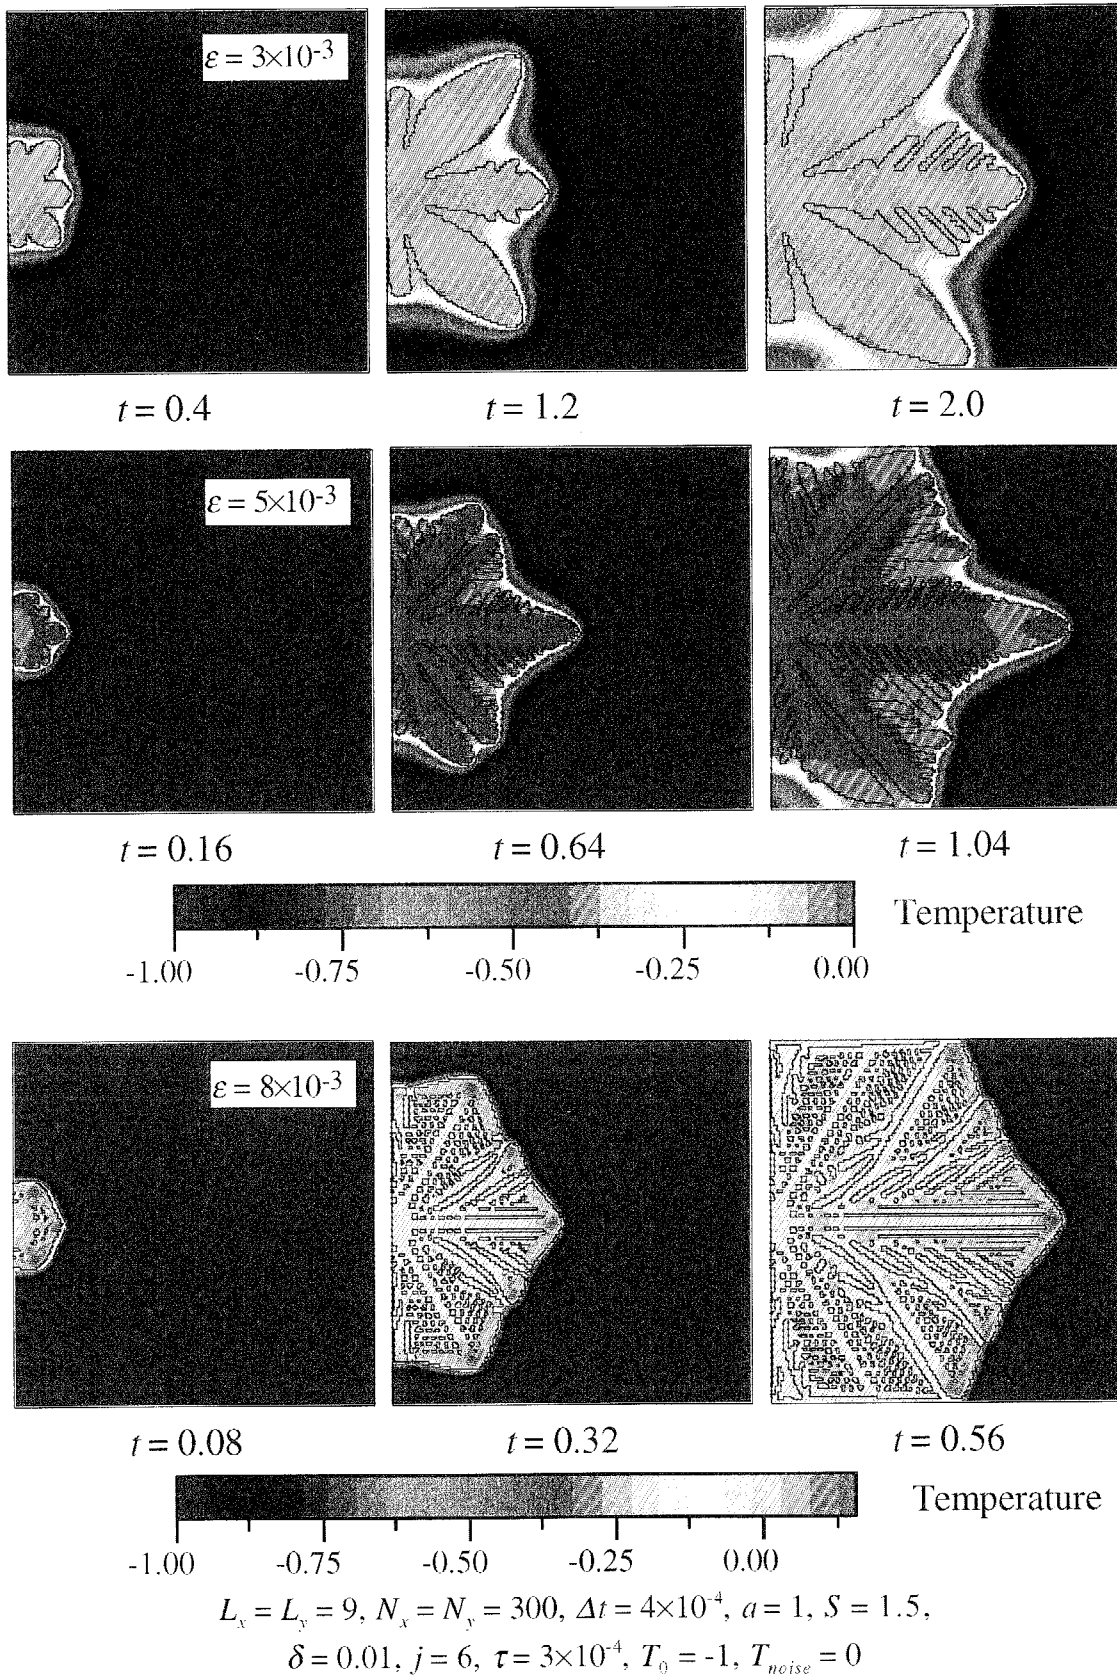 ε = 3×10⁻³
t = 0.4
t = 1.2
t = 2.0
ε = 5×10⁻³
t = 0.16
t = 0.64
t = 1.04
Temperature
-1.00 -0.75 -0.50 -0.25 0.00
ε = 8×10⁻³
t = 0.08
t = 0.32
t = 0.56
Temperature
-1.00 -0.75 -0.50 -0.25 0.00
Lₓ = Lᵧ = 9, Nₓ = Nᵧ = 300, Δt = 4×10⁻⁴, a = 1, S = 1.5,
δ = 0.01, j = 6, τ = 3×10⁻⁴, T₀ = -1, T_noise = 0